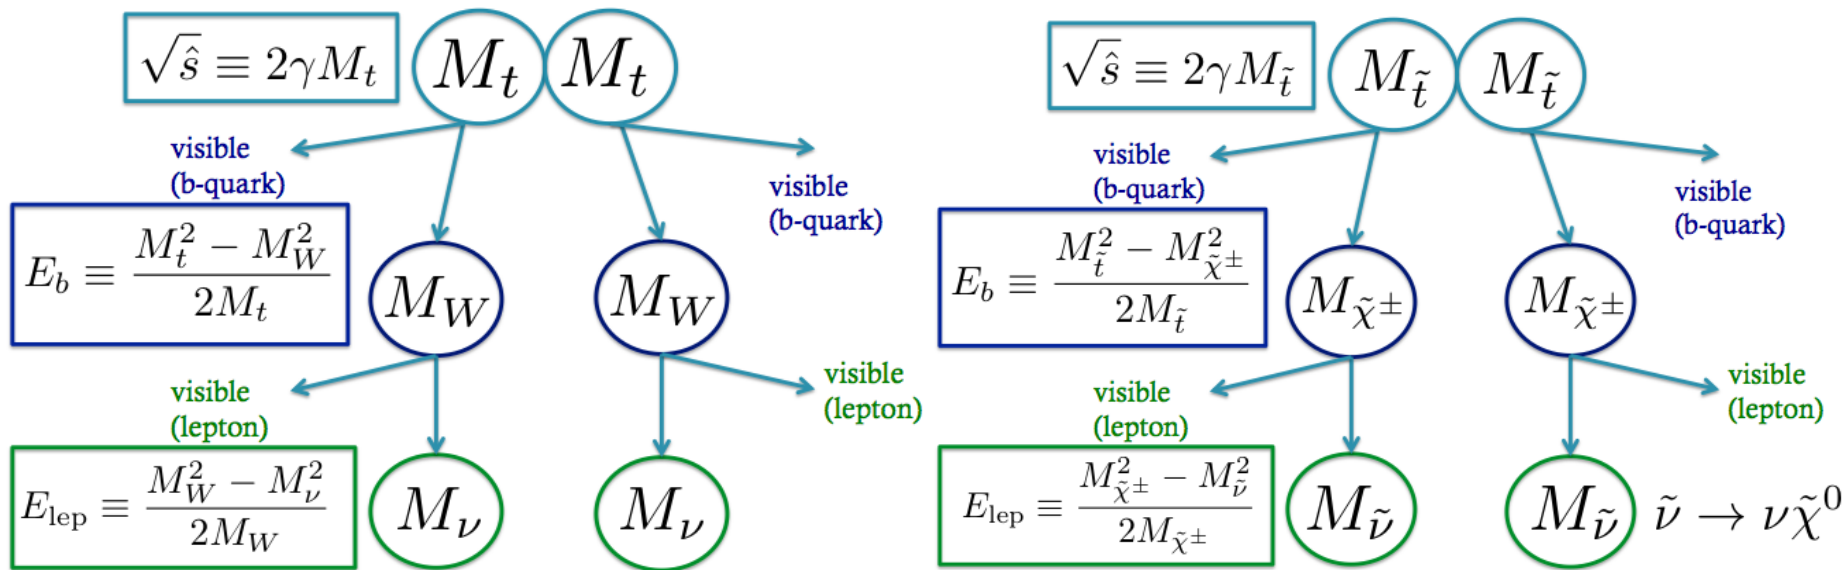 √ŝ ≡ 2γM_t
M_t M_t
visible
(b-quark)
visible
(b-quark)
E_b ≡ (M_t^2 − M_W^2) / (2M_t)
M_W M_W
visible
(lepton)
visible
(lepton)
E_lep ≡ (M_W^2 − M_ν^2) / (2M_W)
M_ν M_ν
√ŝ ≡ 2γM_t̃
M_t̃ M_t̃
visible
(b-quark)
visible
(b-quark)
E_b ≡ (M_t̃^2 − M_χ̃±^2) / (2M_t̃)
M_χ̃± M_χ̃±
visible
(lepton)
visible
(lepton)
E_lep ≡ (M_χ̃±^2 − M_ν̃^2) / (2M_χ̃±)
M_ν̃ M_ν̃ ν̃ → νχ̃^0